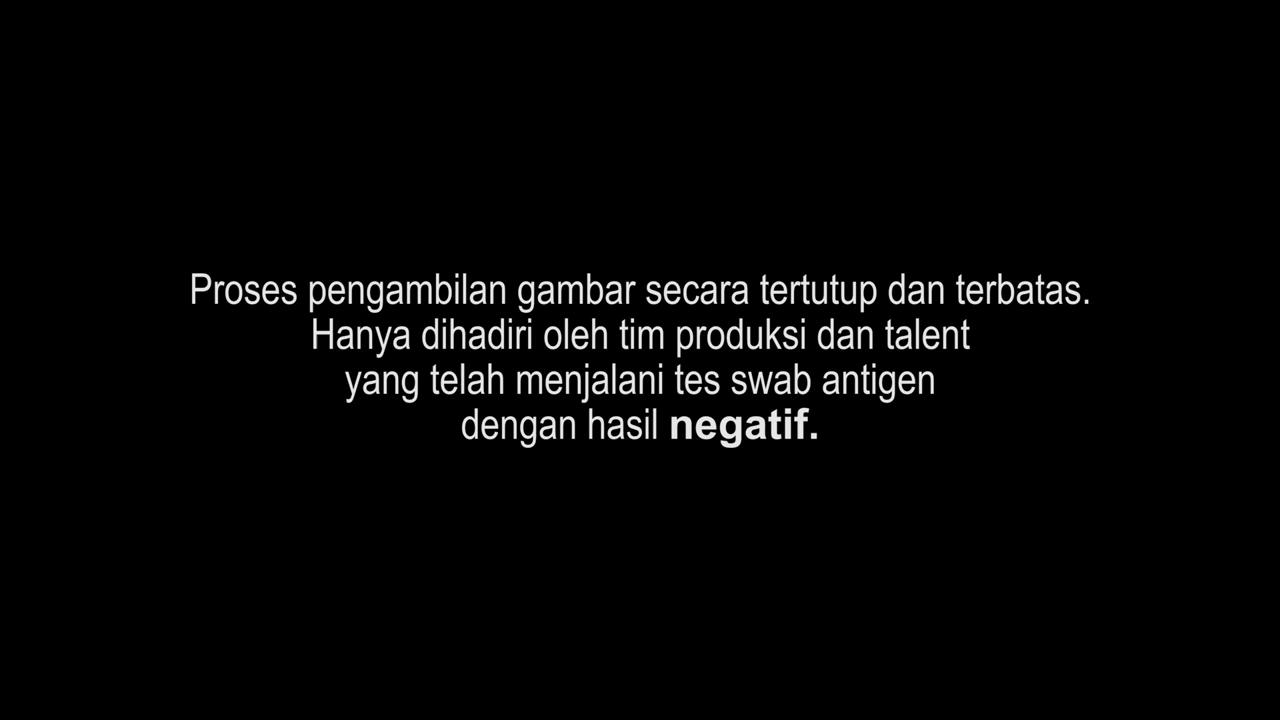 Proses pengambilan gambar secara tertutup dan terbatas.
Hanya dihadiri oleh tim produksi dan talent
yang telah menjalani tes swab antigen
dengan hasil negatif.